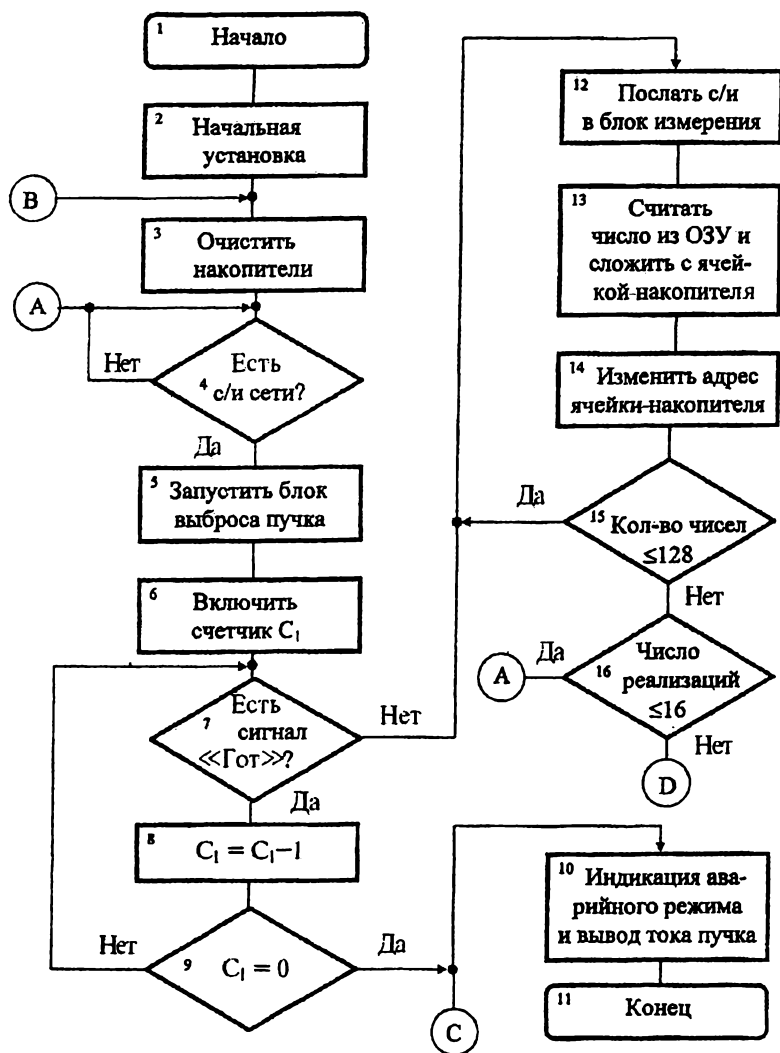 1 Начало
2 Начальная
установка
B
3 Очистить
накопители
A
Нет
Есть
4 с/и сети?
Да
5 Запустить блок
выброса пучка
6 Включить
счетчик C₁
7 Есть
сигнал
≪Гот≫?
Нет
Да
8 C₁ = C₁−1
Нет
9 C₁ = 0
Да
C
12 Послать с/и
в блок измерения
13 Считать
число из ОЗУ и
сложить с ячей-
кой-накопителя
14 Изменить адрес
ячейки-накопителя
Да
15 Кол-во чисел
≤128
Нет
A
Да
16 Число
реализаций
≤16
Нет
D
10 Индикация ава-
рийного режима
и вывод тока пучка
11 Конец